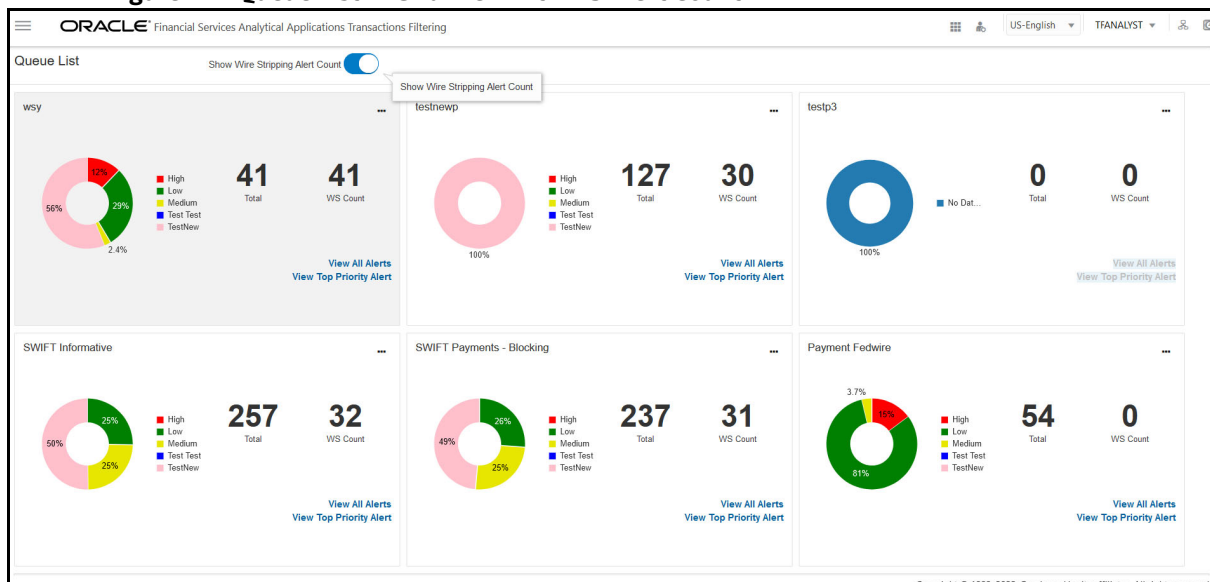 ORACLE Financial Services Analytical Applications Transactions Filtering
US-English
TFANALYST
Queue List
Show Wire Stripping Alert Count
Show Wire Stripping Alert Count
wsy
...
12%
29%
2.4%
56%
High
Low
Medium
Test Test
TestNew
41
Total
41
WS Count
View All Alerts
View Top Priority Alert
testnewp
...
100%
High
Low
Medium
Test Test
TestNew
127
Total
30
WS Count
View All Alerts
View Top Priority Alert
testp3
...
100%
No Dat...
0
Total
0
WS Count
View All Alerts
View Top Priority Alert
SWIFT Informative
...
25%
25%
50%
High
Low
Medium
Test Test
TestNew
257
Total
32
WS Count
View All Alerts
View Top Priority Alert
SWIFT Payments - Blocking
...
26%
25%
49%
High
Low
Medium
Test Test
TestNew
237
Total
31
WS Count
View All Alerts
View Top Priority Alert
Payment Fedwire
...
3.7%
15%
81%
High
Low
Medium
Test Test
TestNew
54
Total
0
WS Count
View All Alerts
View Top Priority Alert